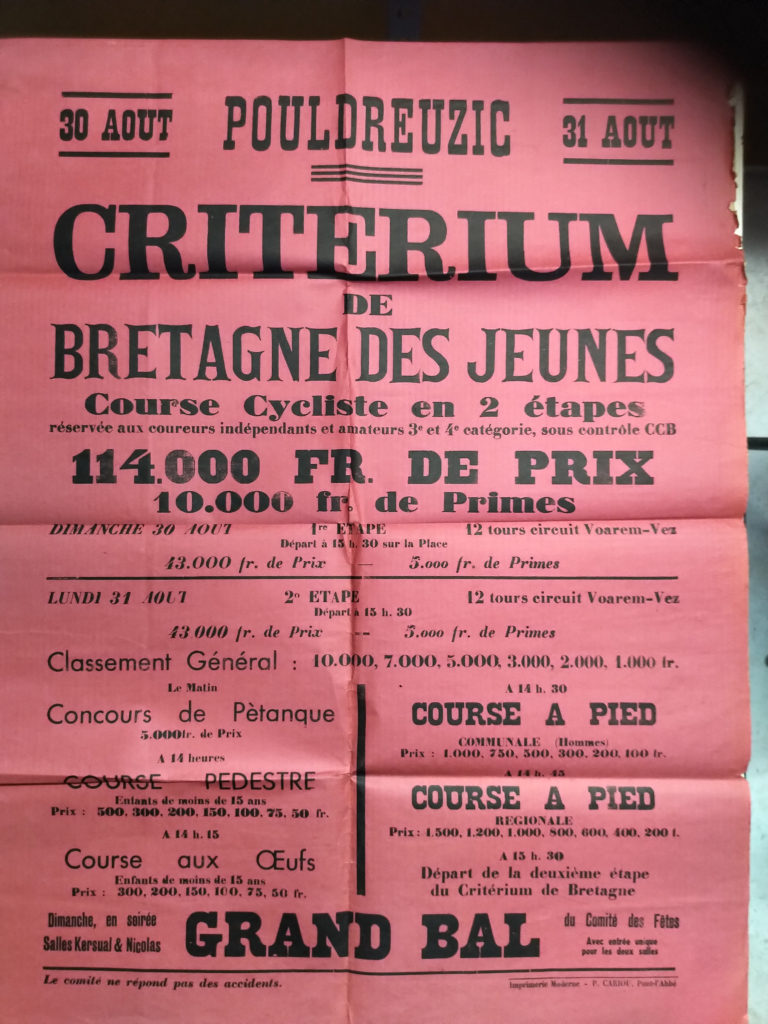 30 AOUT POULDREUZIC 31 AOUT
CRITERIUM
DE
BRETAGNE DES JEUNES
Course Cycliste en 2 étapes
réservée aux coureurs indépendants et amateurs 3e et 4e catégorie, sous contrôle CCB
114.000 FR. DE PRIX
10.000 fr. de Primes
DIMANCHE 30 AOUT 1re ETAPE 12 tours circuit Voarem-Vez
Départ à 15 h. 30 sur la Place
43.000 fr. de Prix — 5.000 fr. de Primes
LUNDI 31 AOUT 2e ETAPE 12 tours circuit Voarem-Vez
Départ à 15 h. 30
43.000 fr. de Prix -- 5.000 fr. de Primes
Classement Général : 10.000, 7.000, 5.000, 3.000, 2.000, 1.000 fr.
Le Matin
Concours de Pètanque
5.000fr. de Prix
A 14 heures
COURSE PEDESTRE
Enfants de moins de 15 ans
Prix : 500, 300, 200, 150, 100, 75, 50 fr.
A 14 h. 15
Course aux Œufs
Enfants de moins de 15 ans
Prix : 300, 200, 150, 100, 75, 50 fr.
A 14 h. 30
COURSE A PIED
COMMUNALE (Hommes)
Prix : 1.000, 750, 500, 300, 200, 100 fr.
A 14 h. 45
COURSE A PIED
REGIONALE
Prix : 1.500, 1.200, 1.000, 800, 600, 400, 200 f.
A 15 h. 30
Départ de la deuxième étape
du Critérium de Bretagne
Dimanche, en soirée
Salles Kersual & Nicolas
GRAND BAL
du Comité des Fêtes
Avec entrée unique
pour les deux salles
Le comité ne répond pas des accidents.
Imprimerie Moderne - P. CARIOU, Pont-l'Abbé